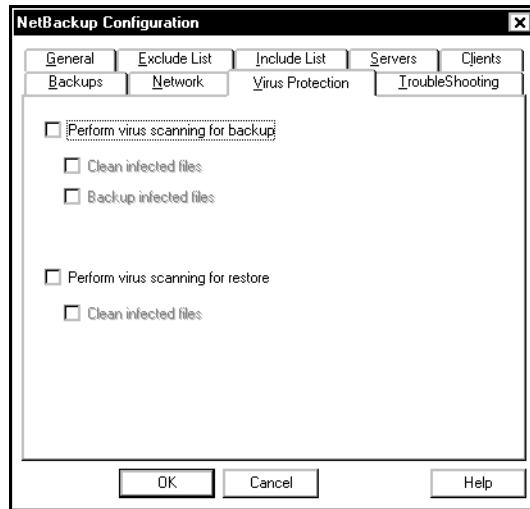 NetBackup Configuration
General Exclude List Include List Servers Clients
Backups Network Virus Protection TroubleShooting
Perform virus scanning for backup
Clean infected files
Backup infected files
Perform virus scanning for restore
Clean infected files
OK Cancel Help